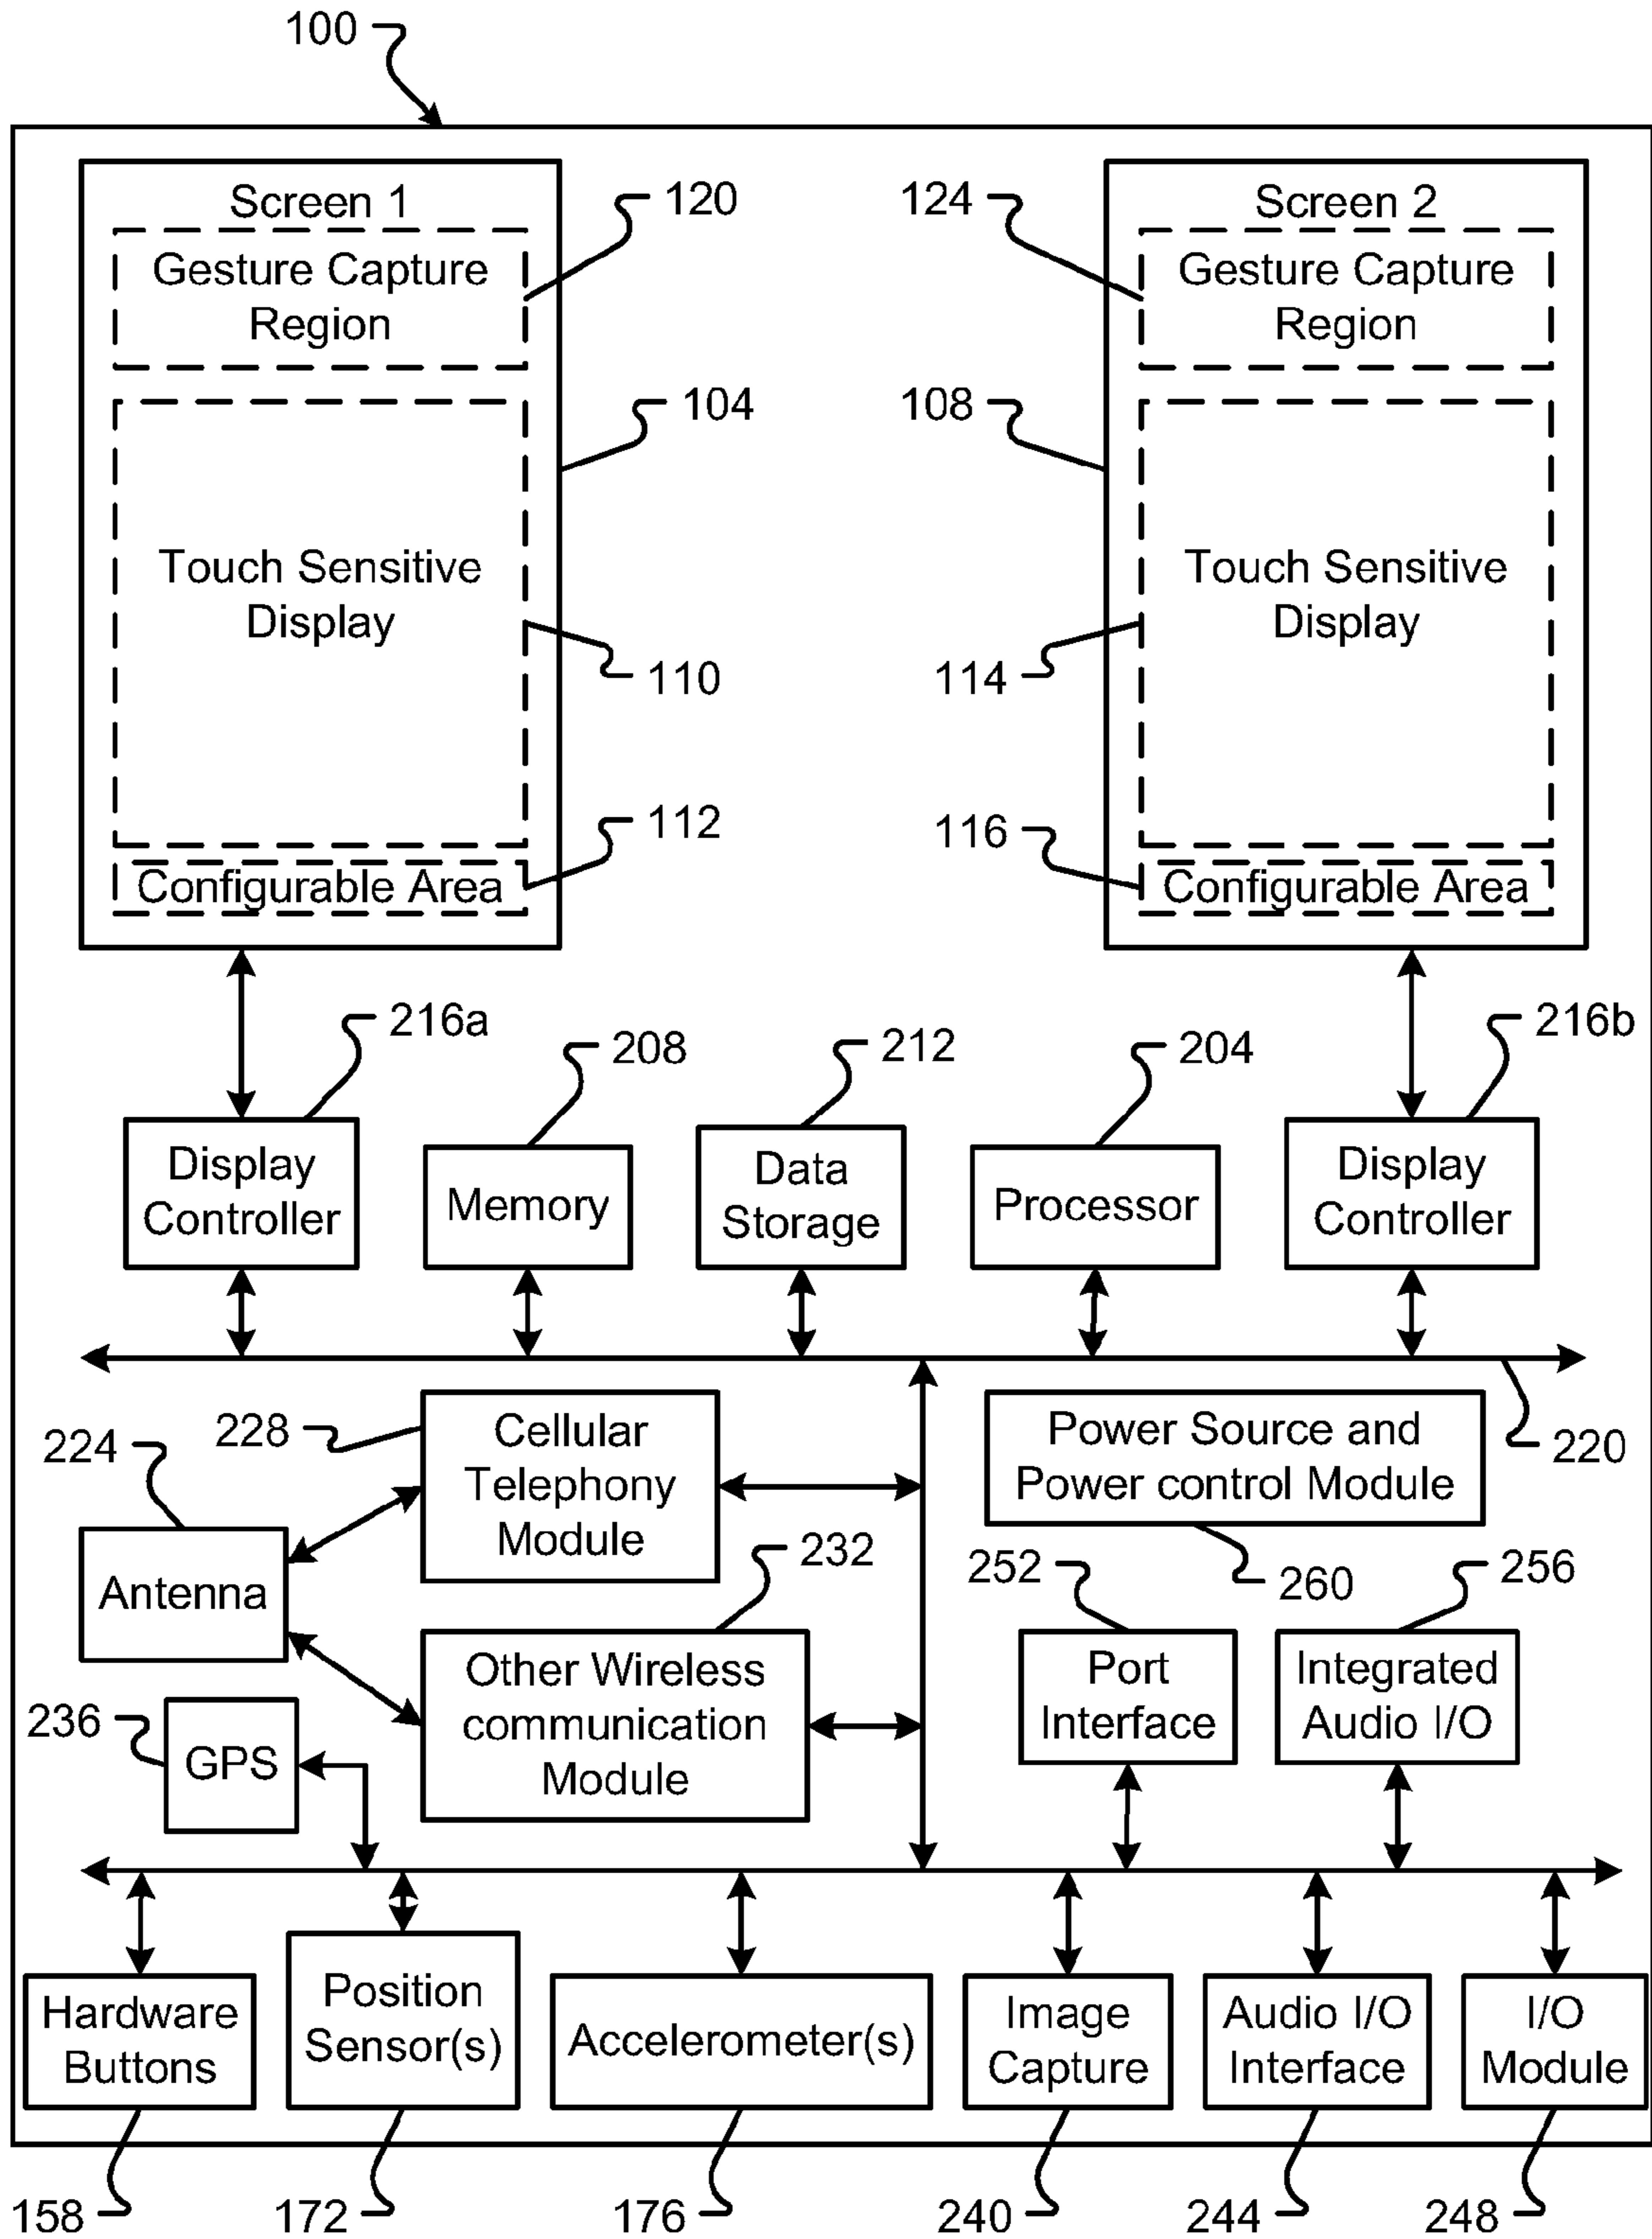 100
Screen 1
120
124
Screen 2
Gesture Capture
Region
Gesture Capture
Region
104
108
Touch Sensitive
Display
Touch Sensitive
Display
110
114
112
116
Configurable Area
Configurable Area
216a
208
212
204
216b
Display
Controller
Memory
Data
Storage
Processor
Display
Controller
228
Cellular
Telephony
Module
Power Source and
Power control Module
220
224
Antenna
232
252
260
256
Other Wireless
communication
Module
Port
Interface
Integrated
Audio I/O
236
GPS
Hardware
Buttons
Position
Sensor(s)
Accelerometer(s)
Image
Capture
Audio I/O
Interface
I/O
Module
158
172
176
240
244
248